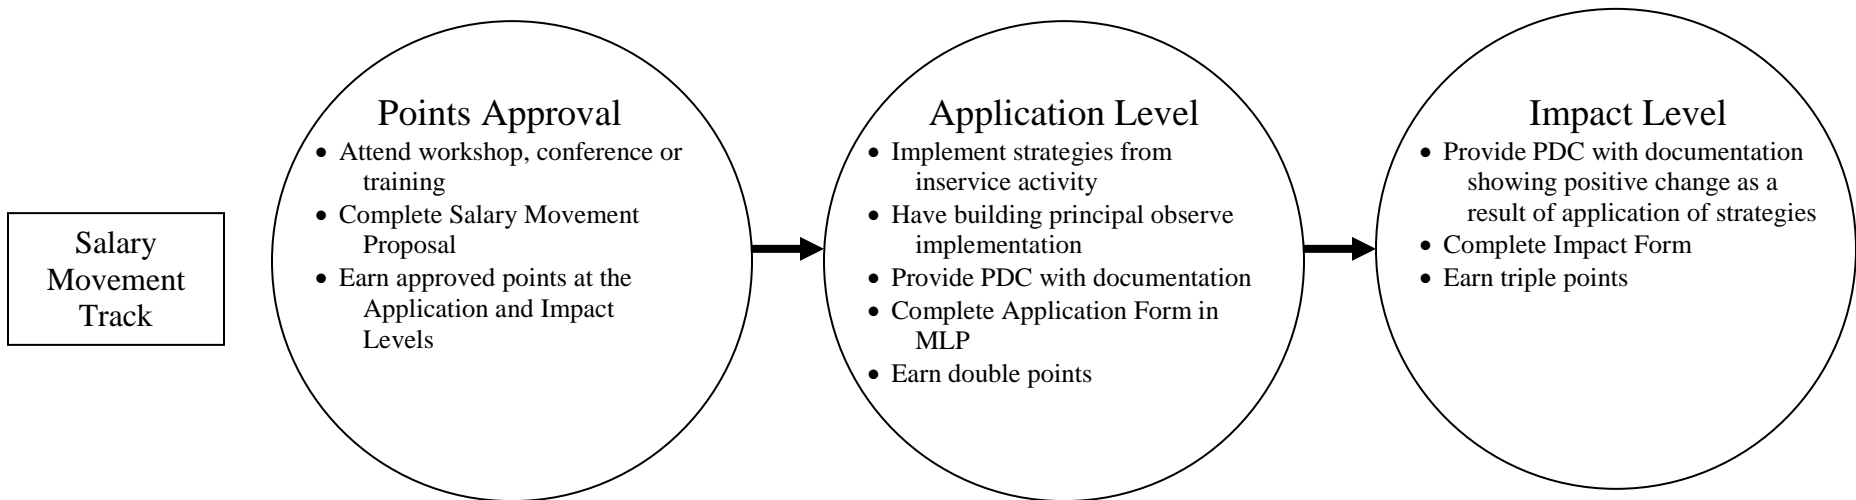 Salary
Movement
Track
Points Approval
• Attend workshop, conference or
training
• Complete Salary Movement
Proposal
• Earn approved points at the
Application and Impact
Levels
Application Level
• Implement strategies from
inservice activity
• Have building principal observe
implementation
• Provide PDC with documentation
• Complete Application Form in
MLP
• Earn double points
Impact Level
• Provide PDC with documentation
showing positive change as a
result of application of strategies
• Complete Impact Form
• Earn triple points